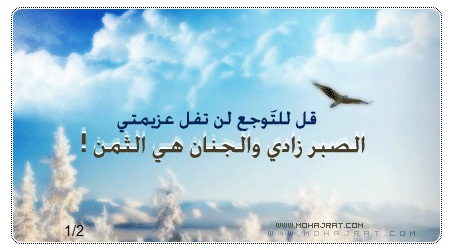 قل للتَّوجع لن تفل عزيمتي
الصبر زادي والجنان هي الثمن !
WWW.MOHAJRAT.COM
1/2